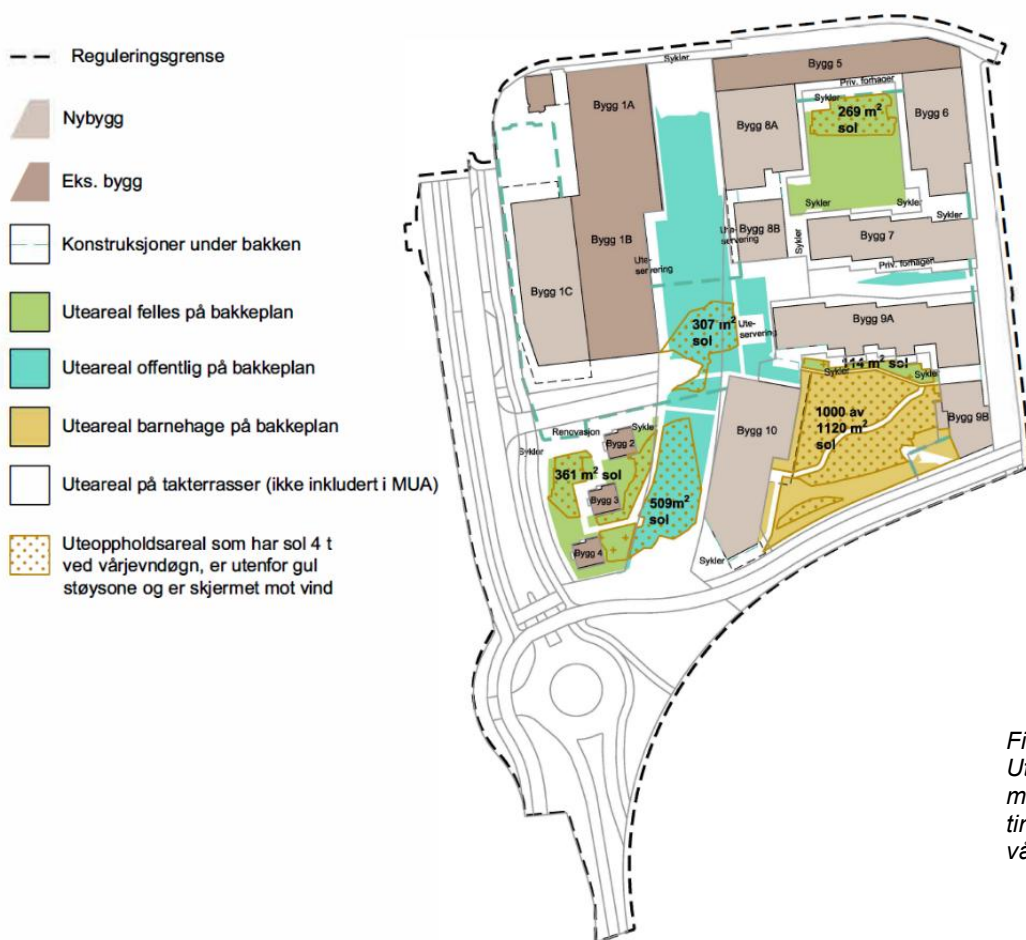 Reguleringsgrense
Nybygg
Eks. bygg
Konstruksjoner under bakken
Uteareal felles på bakkeplan
Uteareal offentlig på bakkeplan
Uteareal barnehage på bakkeplan
Uteareal på takterrasser (ikke inkludert i MUA)
Uteoppholdsareal som har sol 4 t
ved vårjevndøgn, er utenfor gul
støysone og er skjermet mot vind
Sykler
Bygg 5
Bygg 1A
Priv. forhager
Sykler
269 m²
sol
Bygg 8A
Bygg 6
Sykler
Sykler
Sykler
Sykler
Bygg 8B
Ute-
servering
Bygg 7
Bygg 1B
Ute-
servering
Priv. forhager
Bygg 1C
307 m²
sol
Ute-
servering
Bygg 9A
114 m² sol
Sykler
Sykler
1000 av
1120 m²
sol
Bygg 9B
Bygg 10
Renovasjon
Sykle
Bygg 2
Sykler
361 m² sol
Bygg 3
509m²
sol
Bygg 4
Sykler
Fi
m
vå